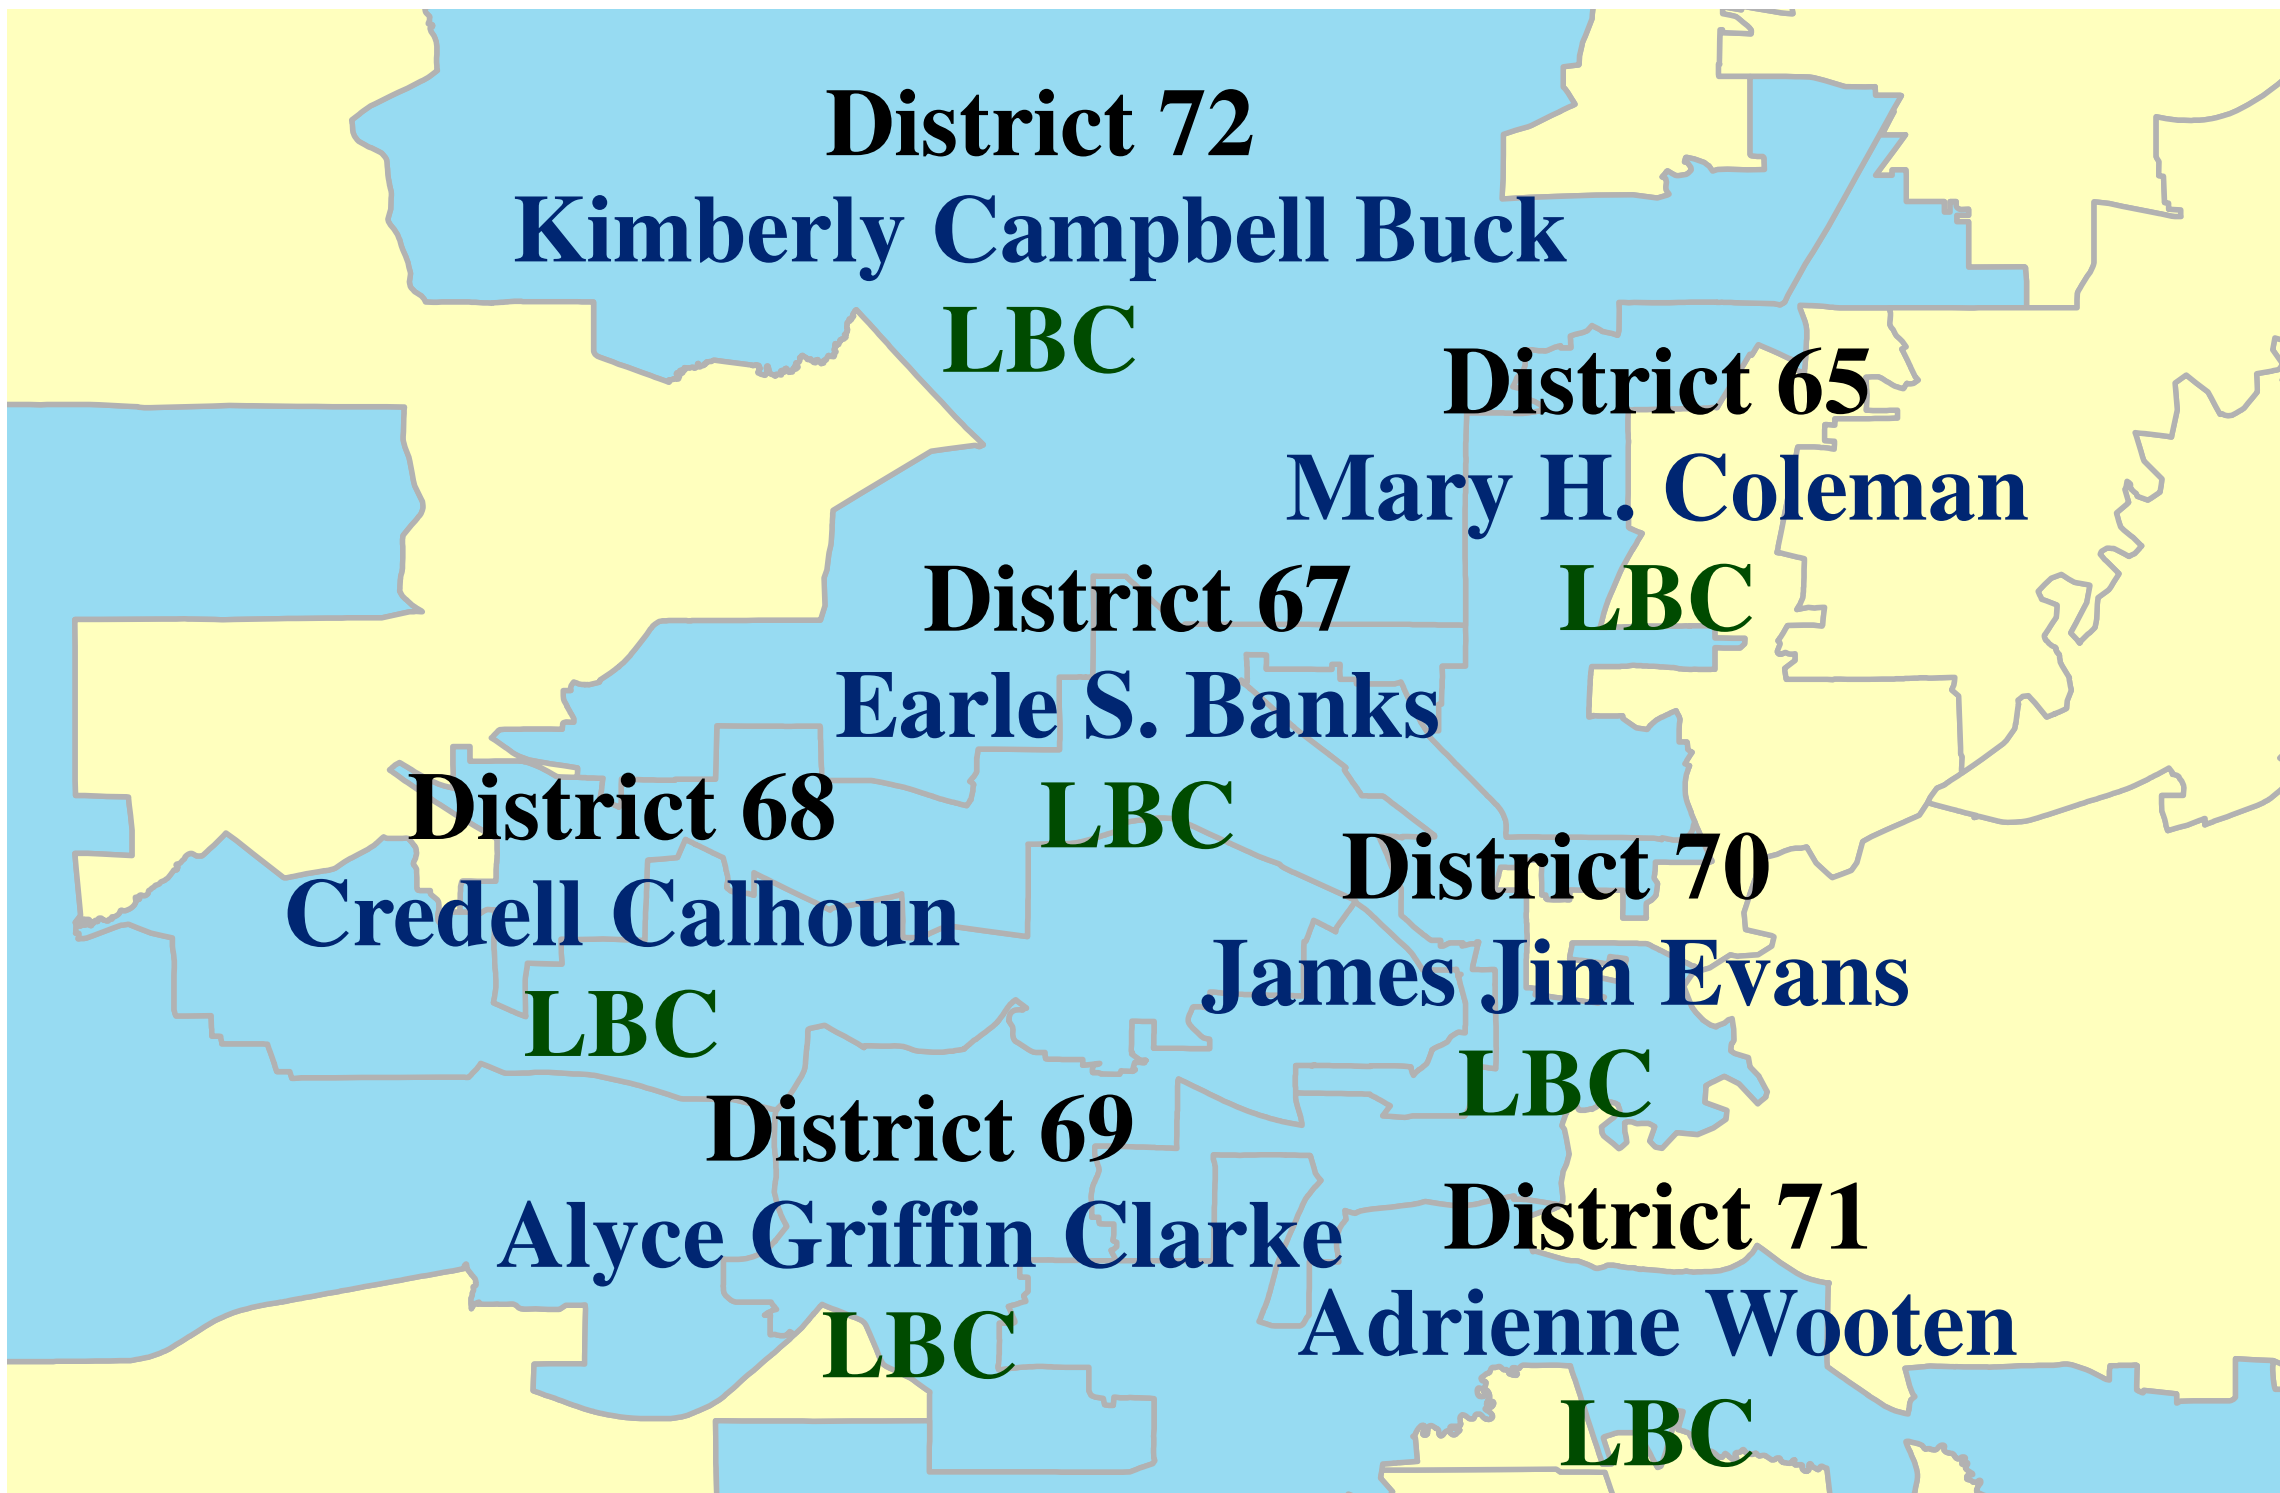 District 72
Kimberly Campbell Buck
LBC
District 65
Mary H. Coleman
LBC
District 67
Earle S. Banks
LBC
District 68
Credell Calhoun
LBC
District 70
James Jim Evans
LBC
District 69
Alyce Griffin Clarke
LBC
District 71
Adrienne Wooten
LBC